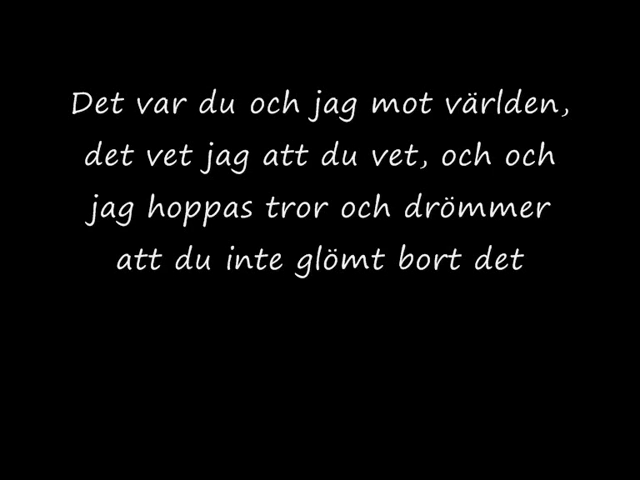 Det var du och jag mot världen,
det vet jag att du vet, och och
jag hoppas tror och drömmer
att du inte glömt bort det